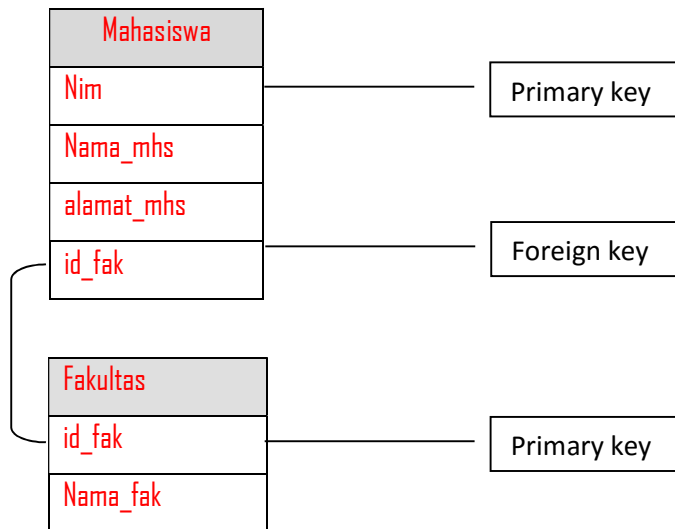 Mahasiswa
Nim
Primary key
Nama_mhs
alamat_mhs
Foreign key
id_fak
Fakultas
id_fak
Primary key
Nama_fak